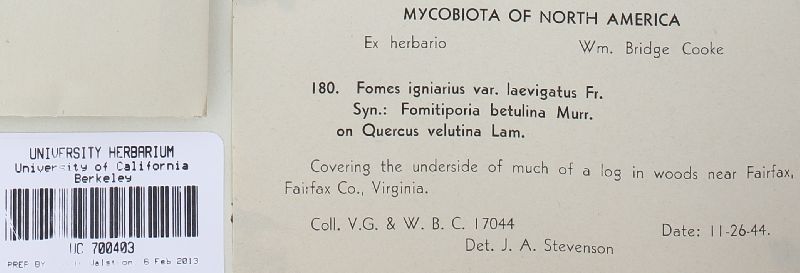 MYCOBIOTA OF NORTH AMERICA
Ex herbario Wm. Bridge Cooke
180. Fomes igniarius var. laevigatus Fr.
Syn.: Fomitiporia betulina Murr.
on Quercus velutina Lam.
Covering the underside of much of a log in woods near Fairfax,
Fairfax Co., Virginia.
Coll. V.G. & W. B. C. 17044
Date: 11-26-44.
Det. J. A. Stevenson
UNIVERSITY HERBARIUM
University of California
Berkeley
UC 700403
PREP BY 6 Feb 2013